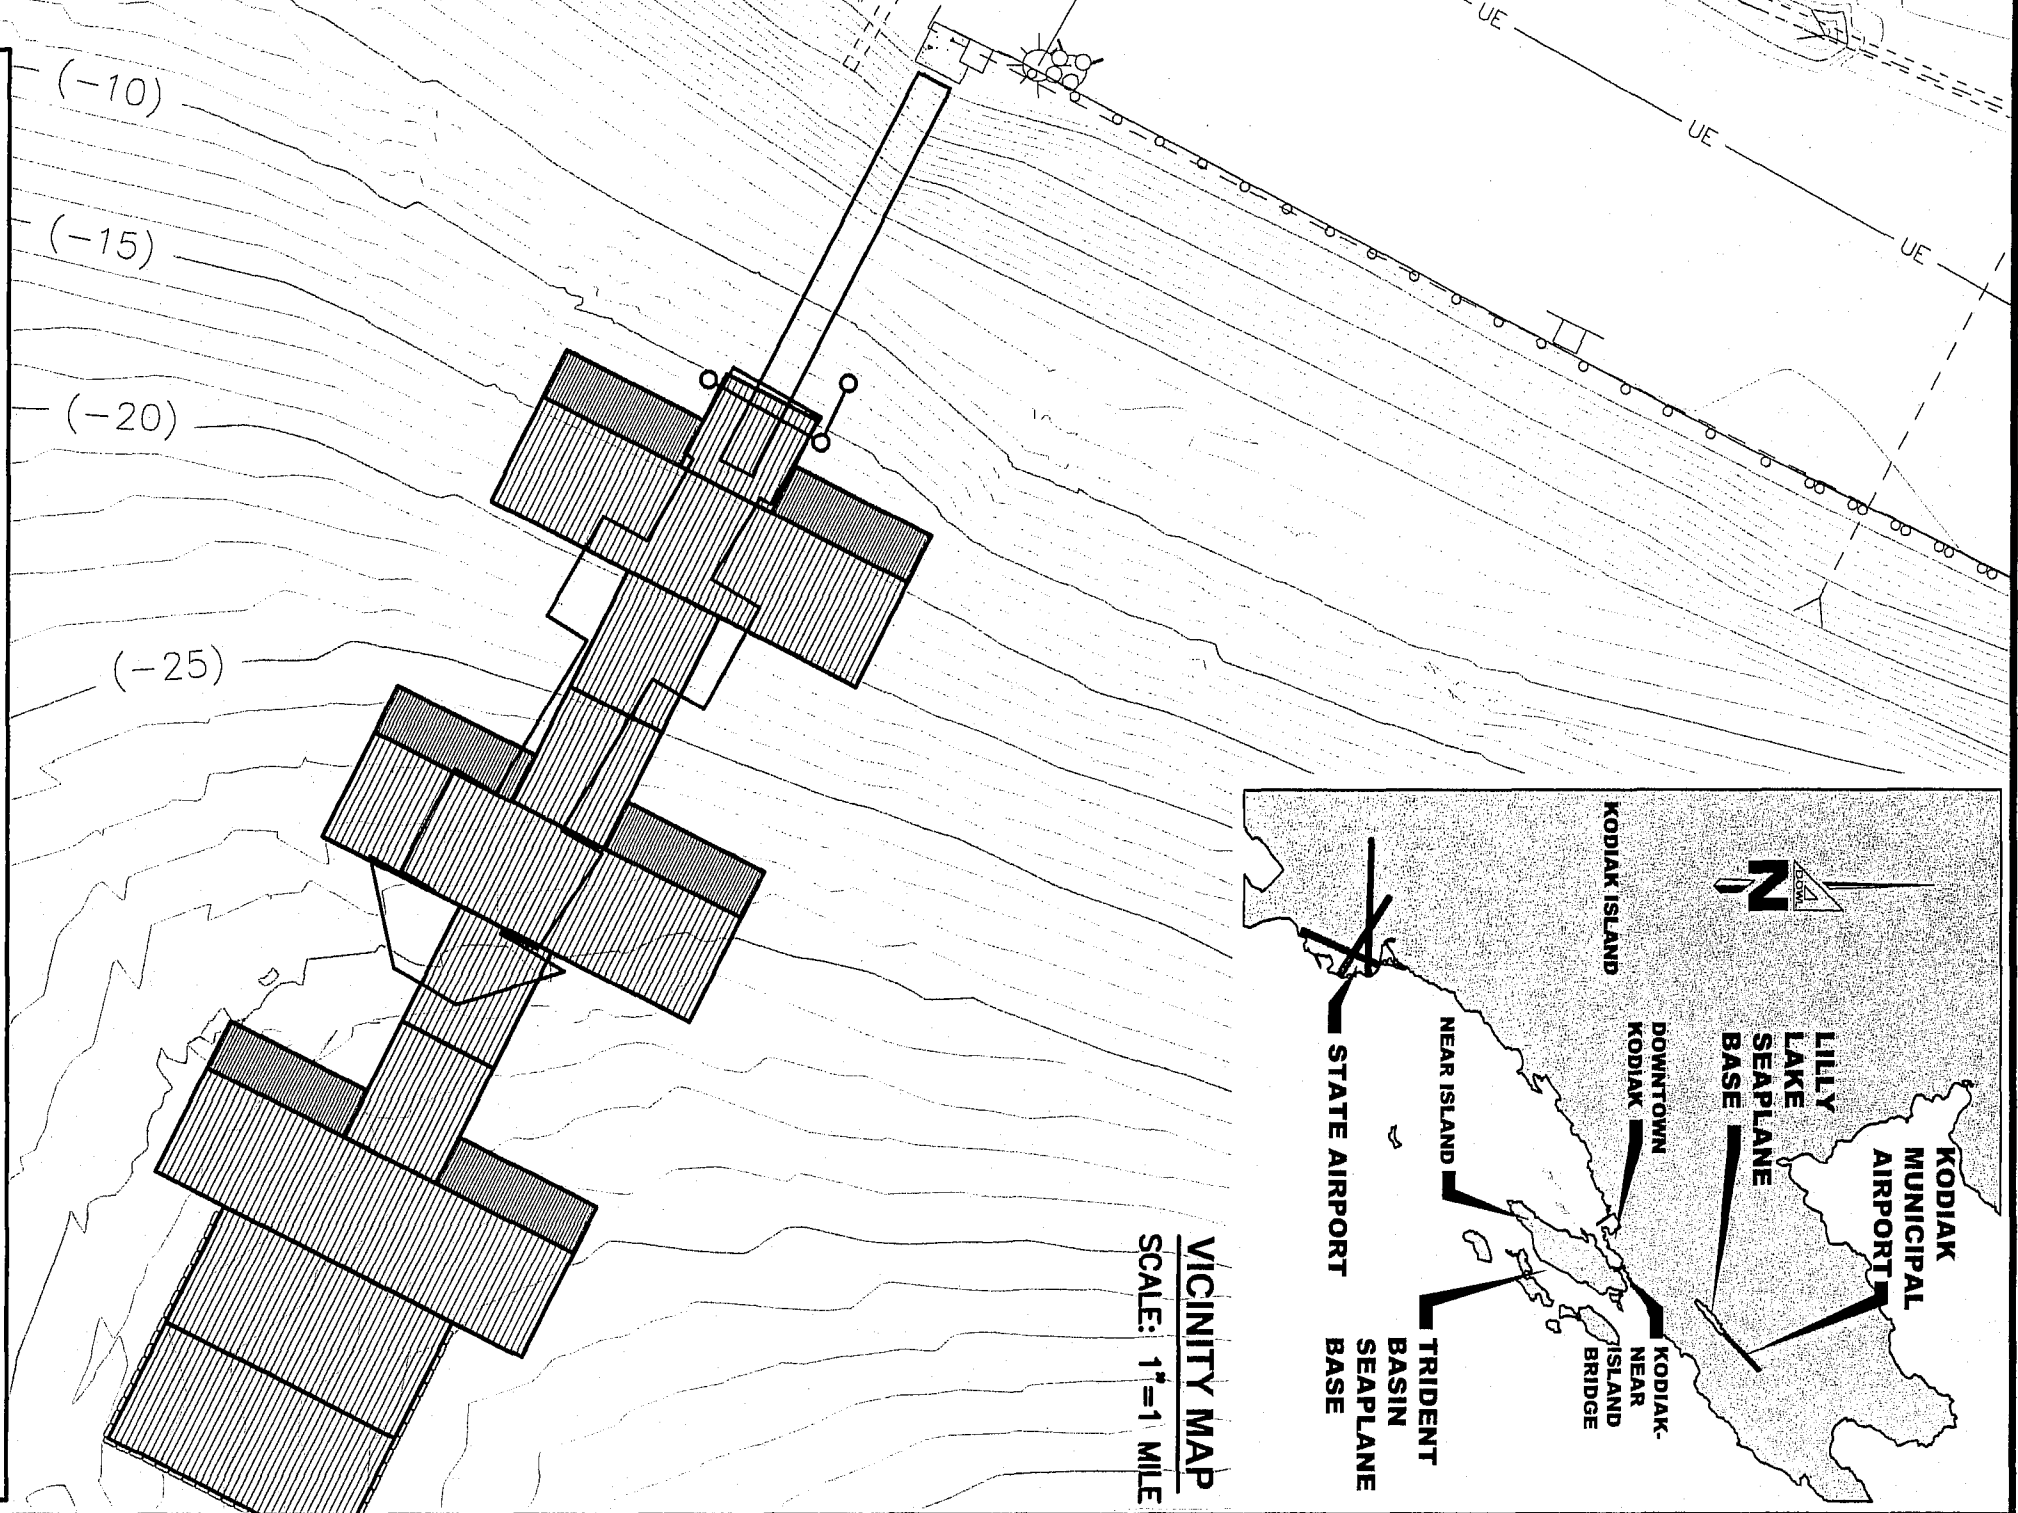 UE
UE
UE
(-10)
(-15)
(-20)
(-25)
KODIAK ISLAND
DOWL
N
LILLY
LAKE
SEAPLANE
BASE
DOWNTOWN
KODIAK
KODIAK
MUNICIPAL
AIRPORT
NEAR ISLAND
STATE AIRPORT
TRIDENT
BASIN
SEAPLANE
BASE
KODIAK-
NEAR
ISLAND
BRIDGE
VICINITY MAP
SCALE: 1"=1 MILE